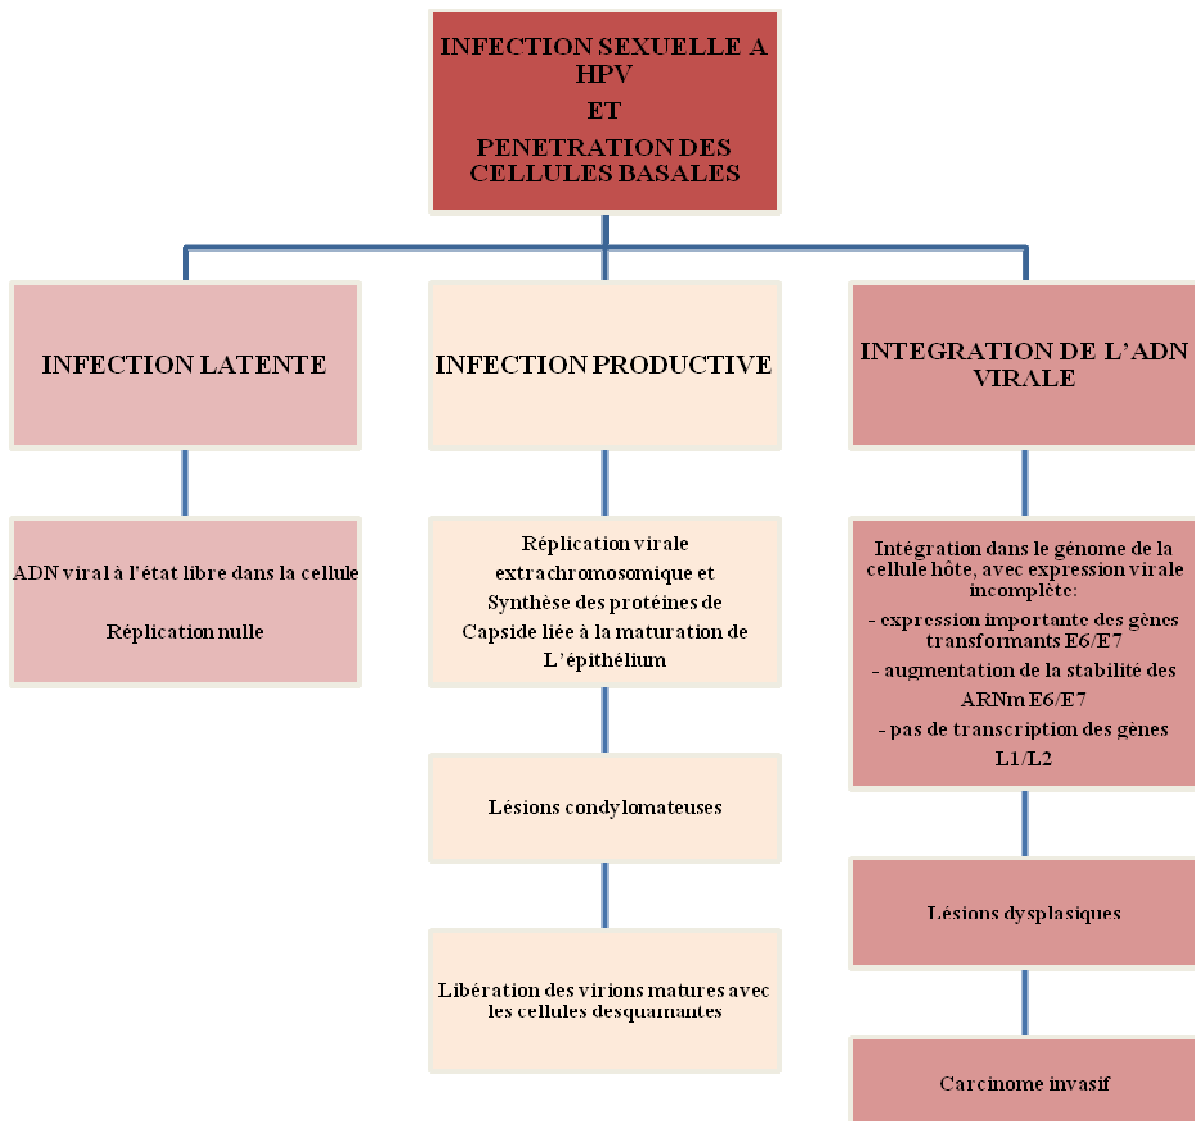 INFECTION SEXUELLE A
HPV
ET
PENETRATION DES
CELLULES BASALES
INFECTION LATENTE
INFECTION PRODUCTIVE
INTEGRATION DE L’ADN
VIRALE
ADN viral à l'état libre dans la cellule
Réplication nulle
Réplication virale
extrachromosomique et
Synthèse des protéines de
Capside liée à la maturation de
L’épithélium
Intégration dans le génome de la
cellule hôte, avec expression virale
incomplète:
- expression importante des gènes
transformants E6/E7
- augmentation de la stabilité des
ARNm E6/E7
- pas de transcription des gènes
L1/L2
Lésions condylomateuses
Lésions dysplasiques
Libération des virions matures avec
les cellules desquamantes
Carcinome invasif